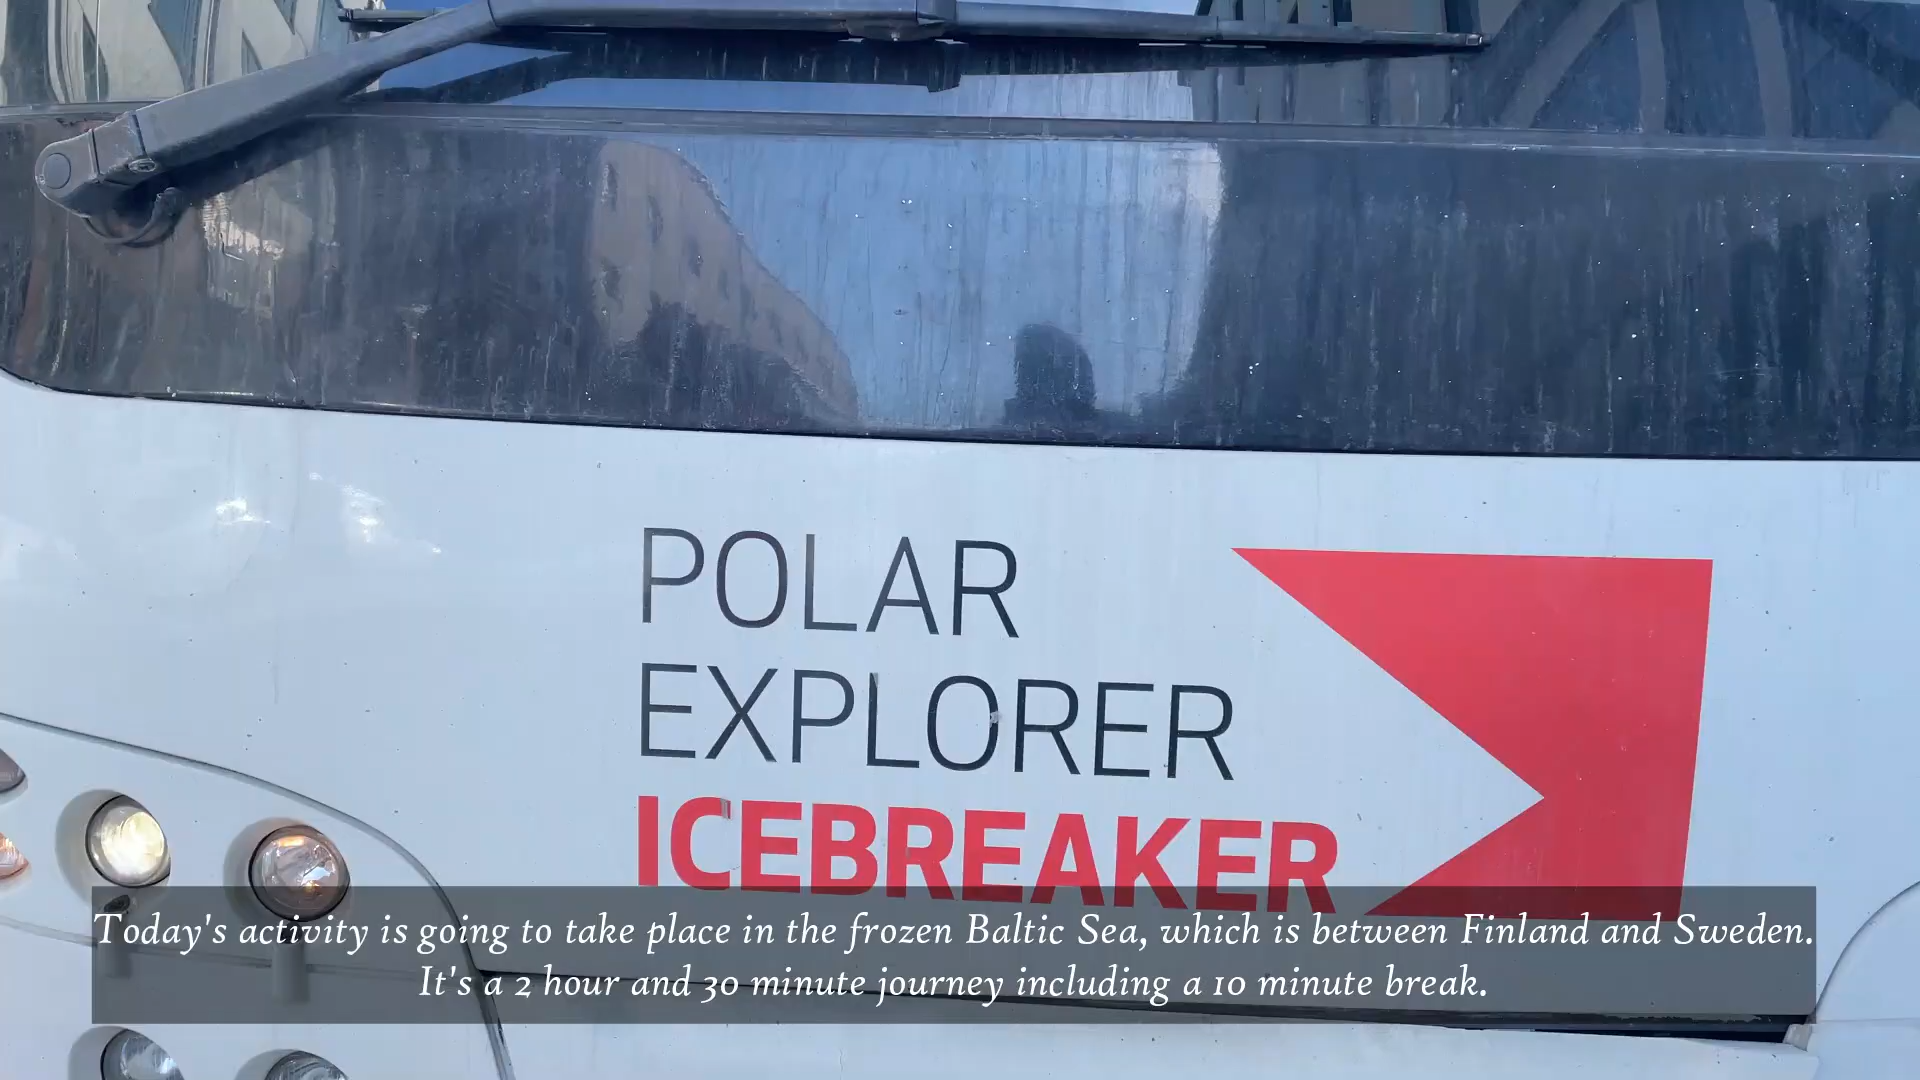 POLAR
EXPLORER
ICEBREAKER
Today's activity is going to take place in the frozen Baltic Sea, which is between Finland and Sweden.
It's a 2 hour and 30 minute journey including a 10 minute break.